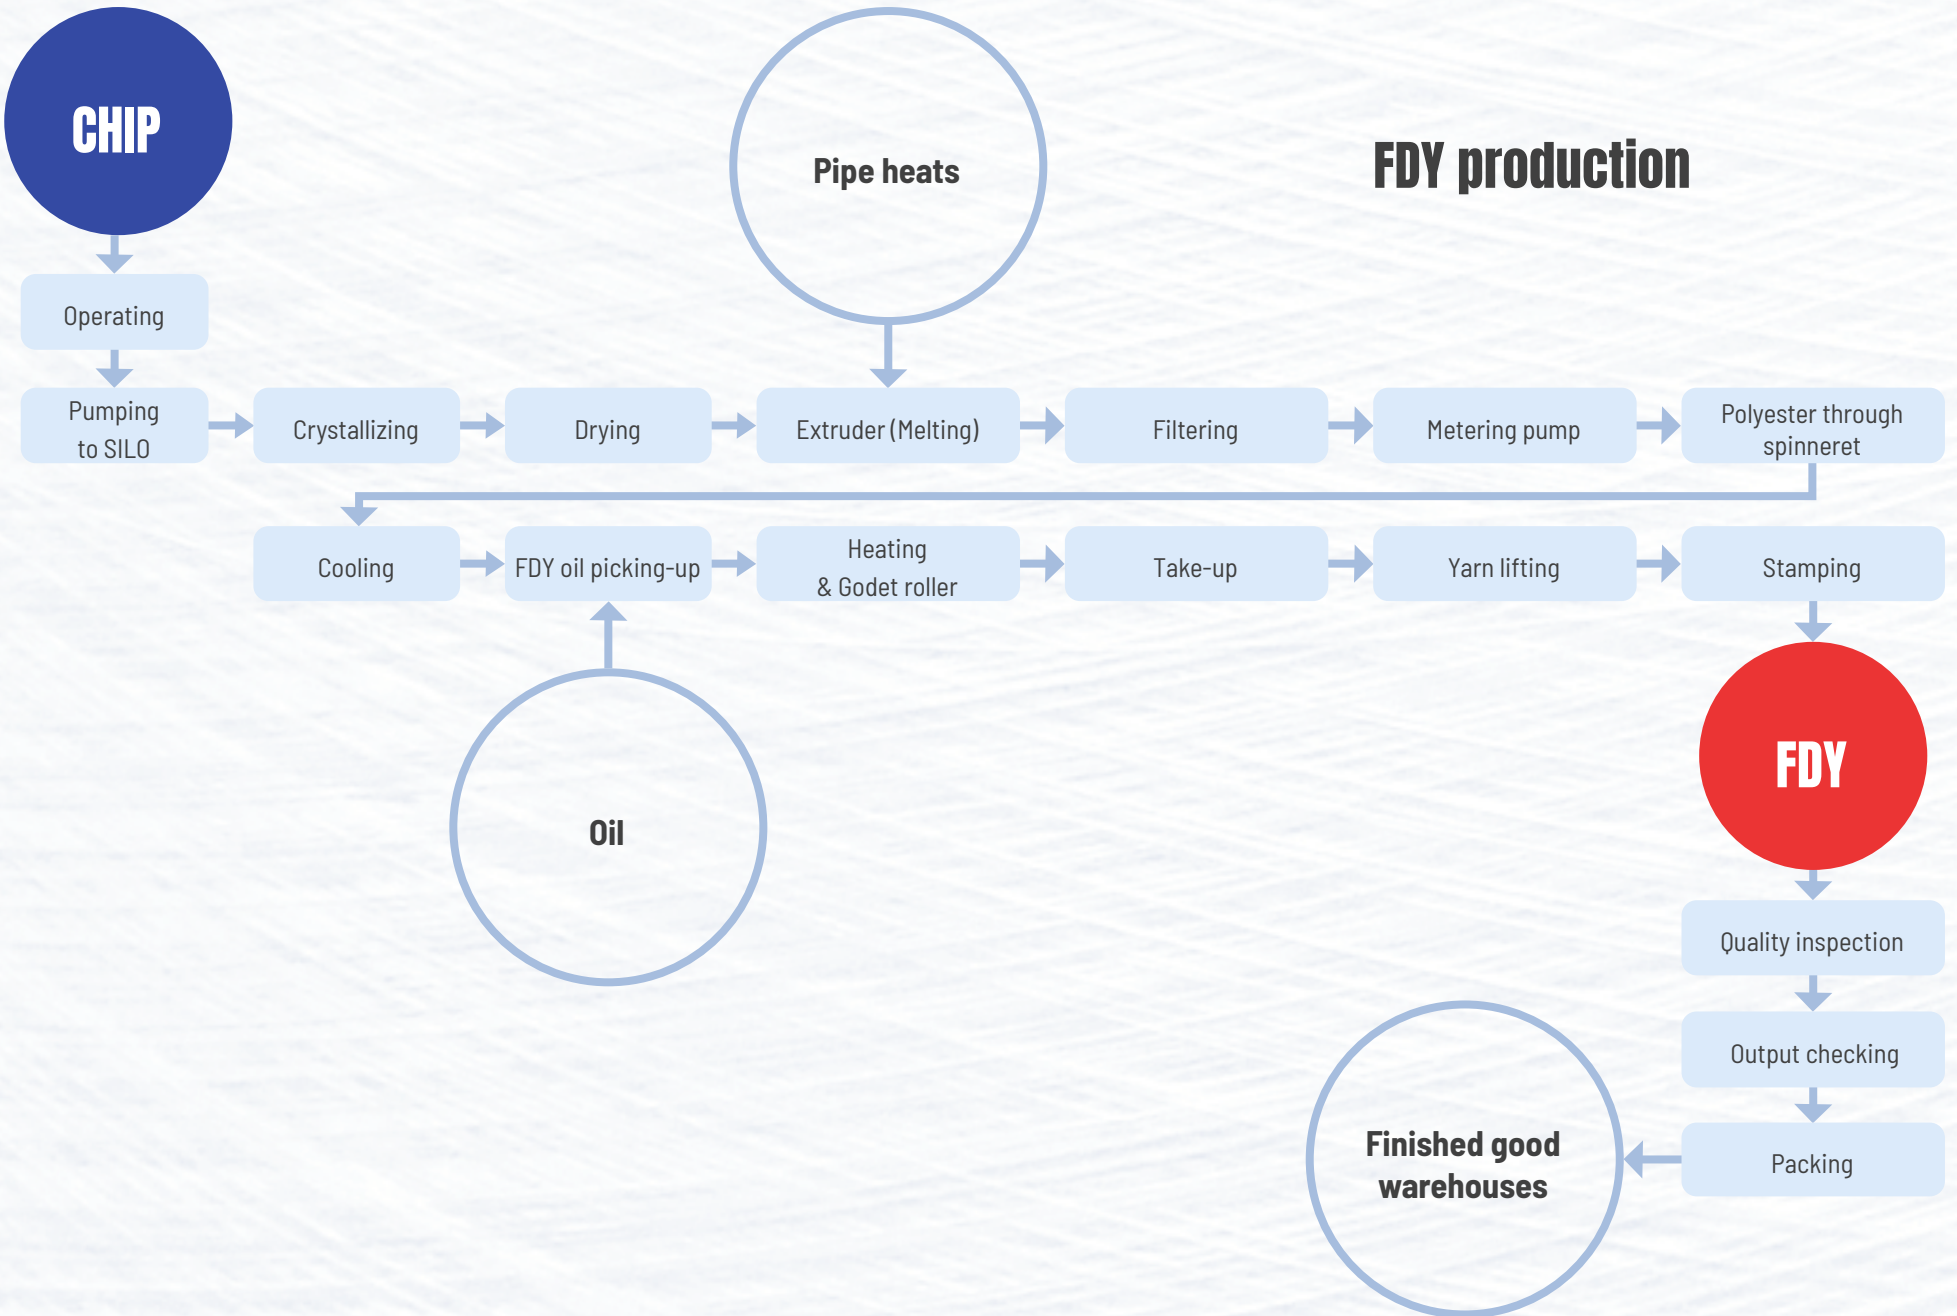 CHIP
Pipe heats
FDY production
Operating
Pumping
to SILO
Crystallizing
Drying
Extruder (Melting)
Filtering
Metering pump
Polyester through
spinneret
Cooling
FDY oil picking-up
Heating
& Godet roller
Take-up
Yarn lifting
Stamping
Oil
FDY
Quality inspection
Output checking
Packing
Finished good
warehouses